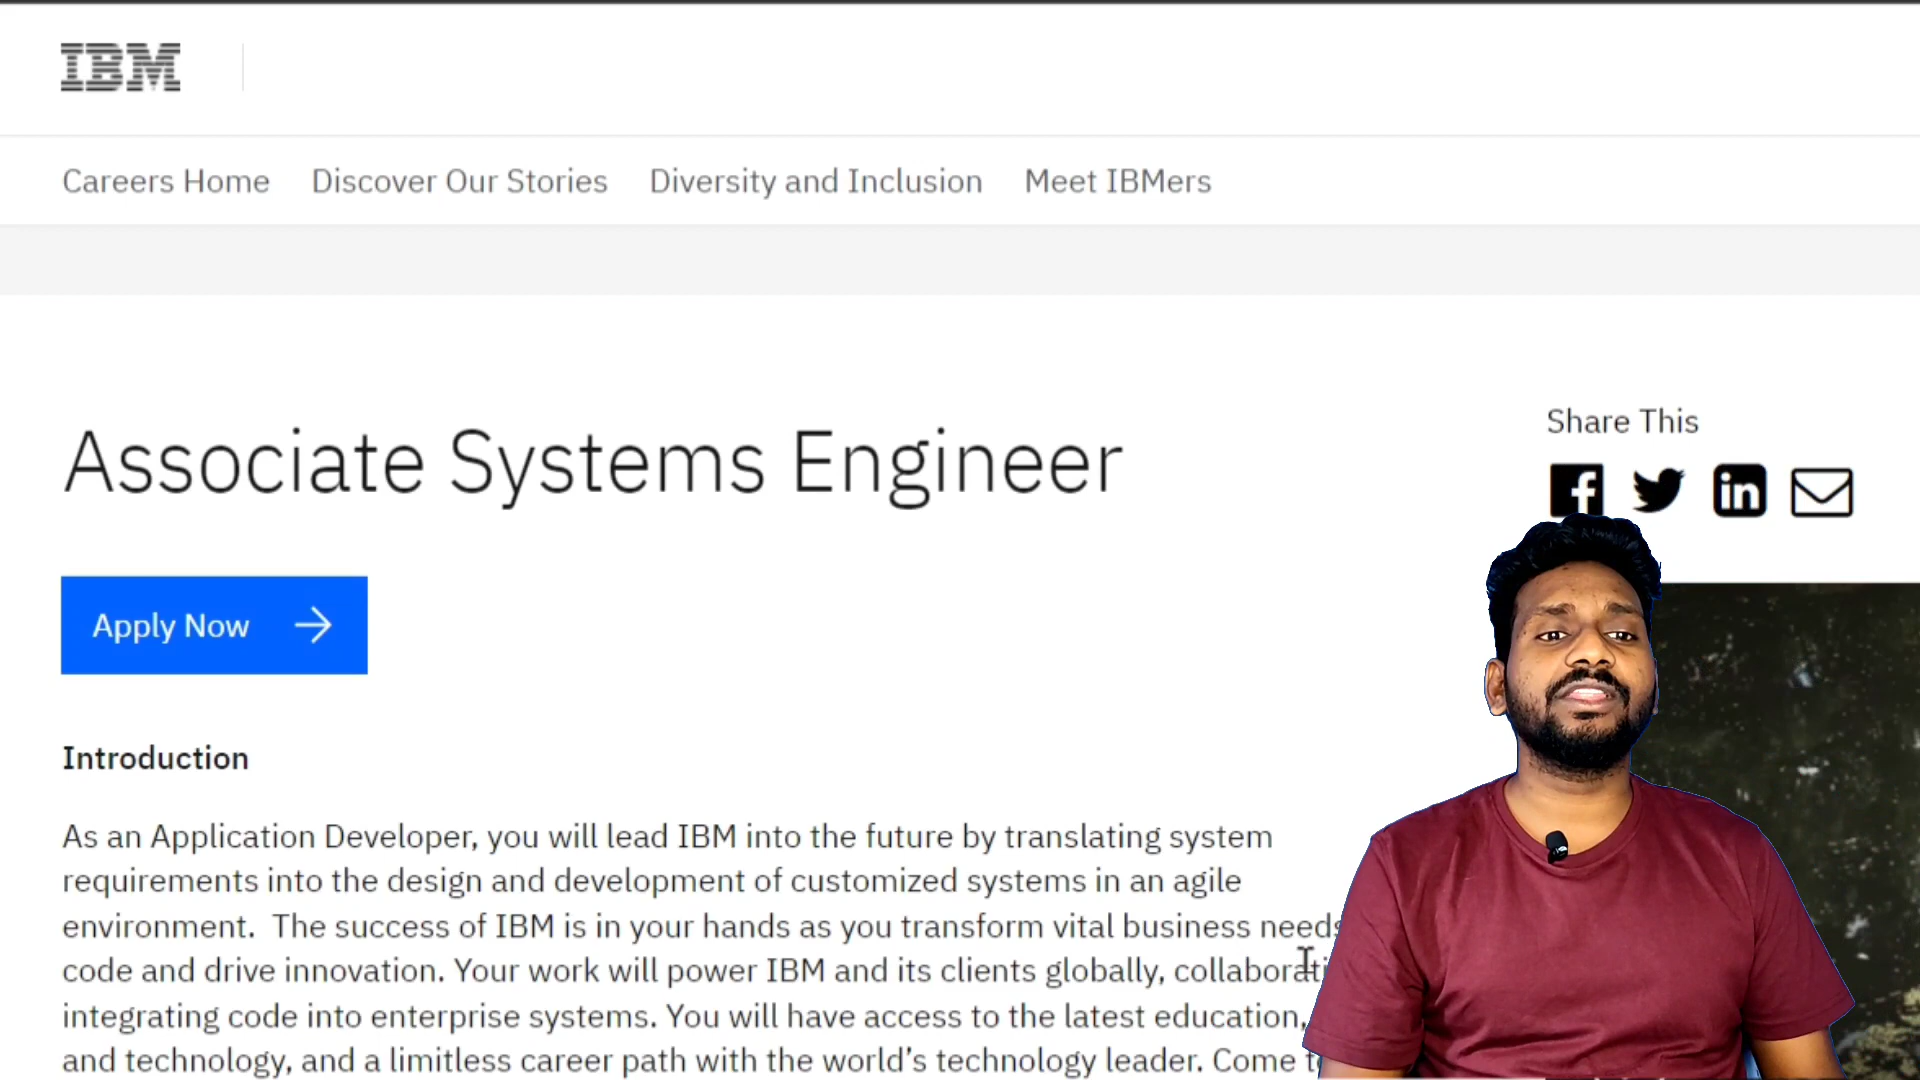 IBM
Careers Home Discover Our Stories Diversity and Inclusion Meet IBMers
Associate Systems Engineer
Share This
Apply Now
Introduction
As an Application Developer, you will lead IBM into the future by translating system
requirements into the design and development of customized systems in an agile
environment. The success of IBM is in your hands as you transform vital business needs
code and drive innovation. Your work will power IBM and its clients globally,
integrating code into enterprise systems. You will have access to the latest education,
and technology, and a limitless career path with the world's technology leader. Come